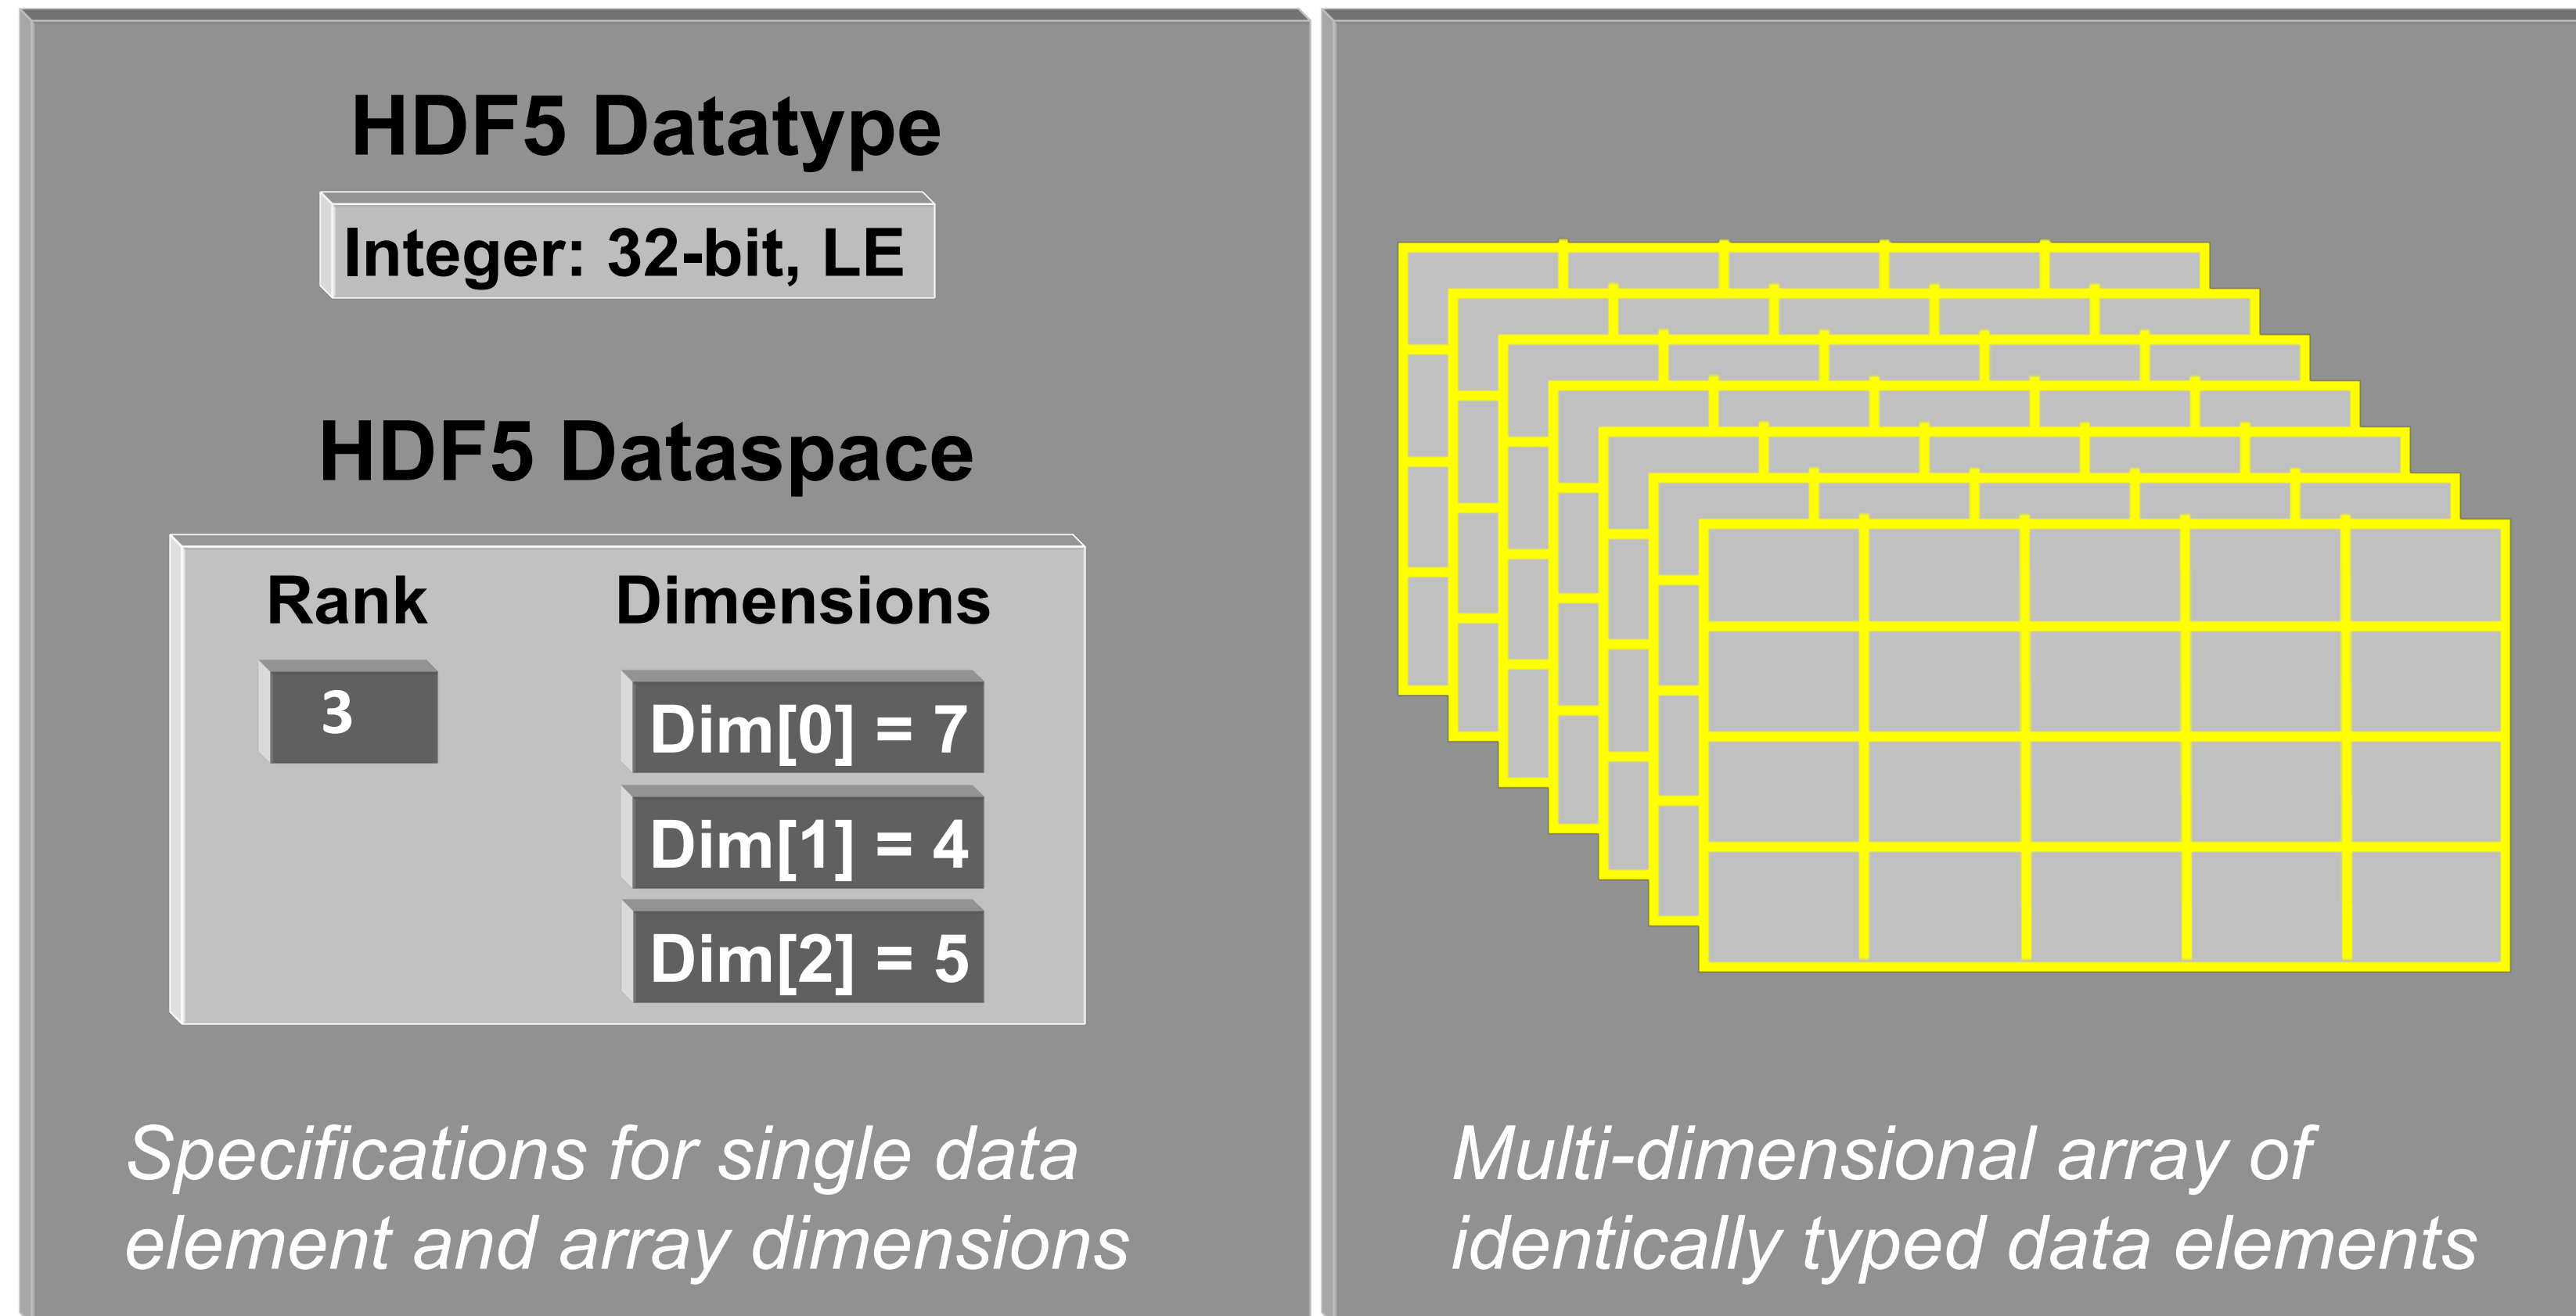 HDF5 Datatype
Integer: 32-bit, LE
HDF5 Dataspace
Rank
Dimensions
3
Dim[0] = 7
Dim[1] = 4
Dim[2] = 5
Specifications for single data
element and array dimensions
Multi-dimensional array of
identically typed data elements